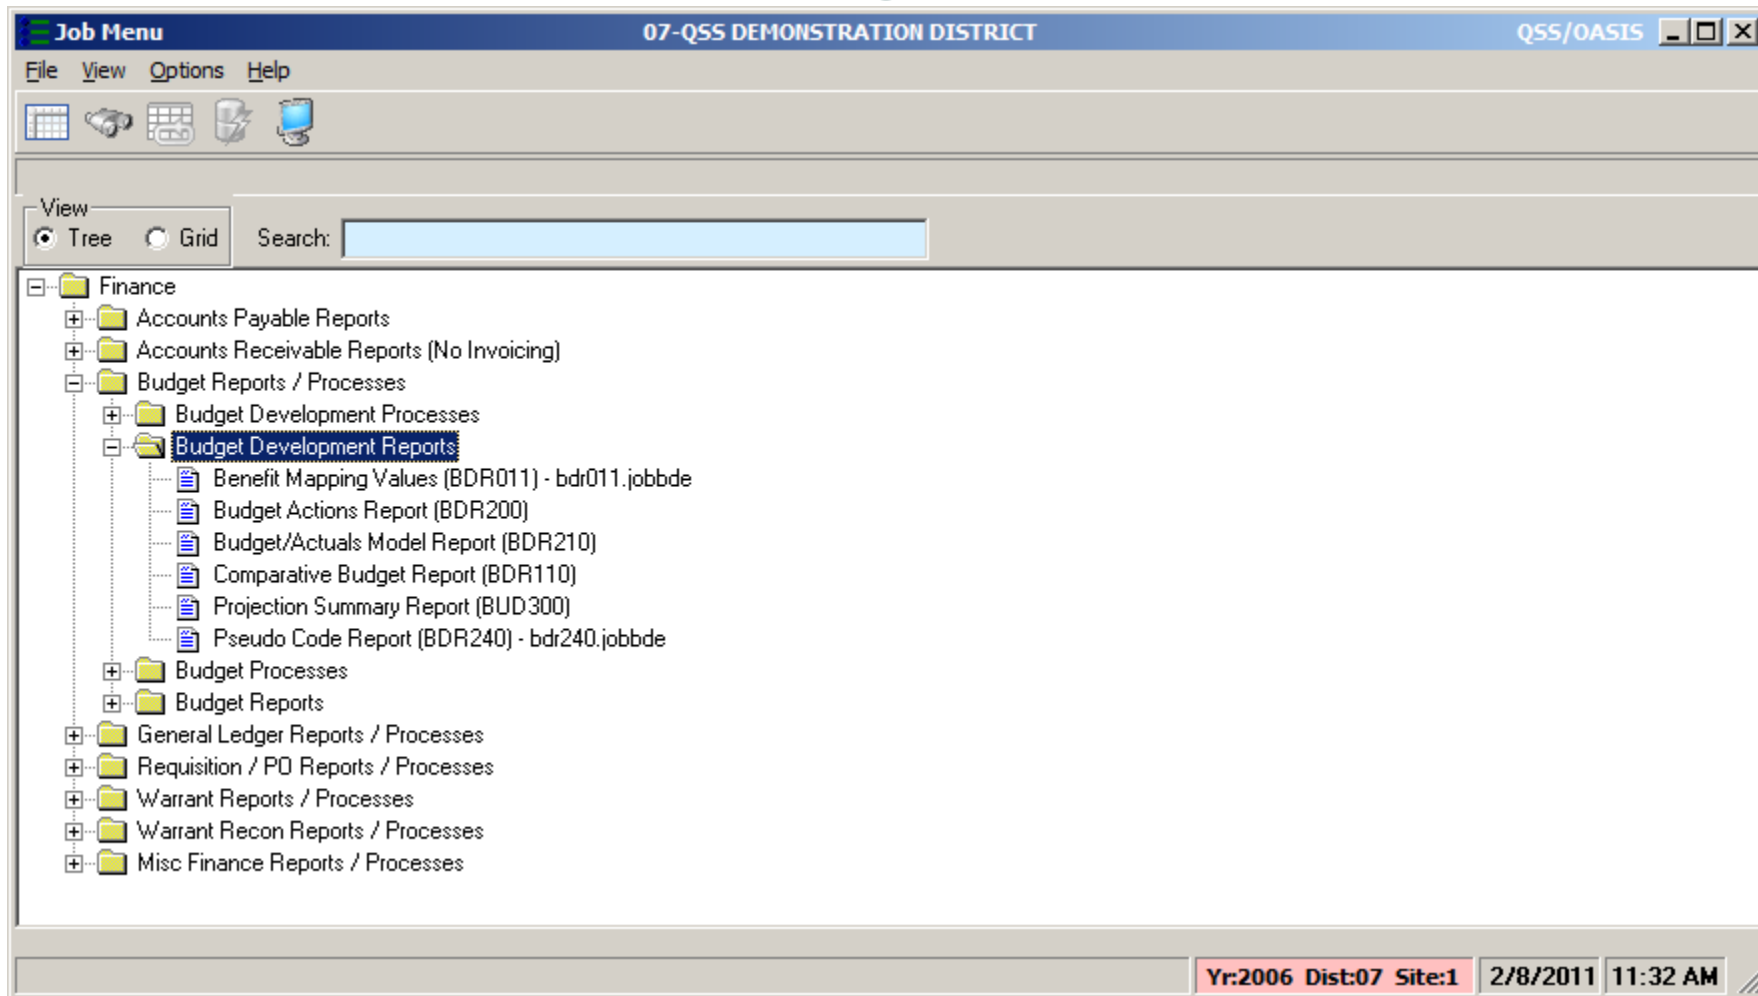 Job Menu 07-QSS DEMONSTRATION DISTRICT QSS/OASIS
File View Options Help
View
Tree Grid Search:
Finance
Accounts Payable Reports
Accounts Receivable Reports (No Invoicing)
Budget Reports / Processes
Budget Development Processes
Budget Development Reports
Benefit Mapping Values (BDR011) - bdr011.jobbde
Budget Actions Report (BDR200)
Budget/Actuals Model Report (BDR210)
Comparative Budget Report (BDR110)
Projection Summary Report (BUD300)
Pseudo Code Report (BDR240) - bdr240.jobbde
Budget Processes
Budget Reports
General Ledger Reports / Processes
Requisition / PO Reports / Processes
Warrant Reports / Processes
Warrant Recon Reports / Processes
Misc Finance Reports / Processes
Yr:2006 Dist:07 Site:1 2/8/2011 11:32 AM